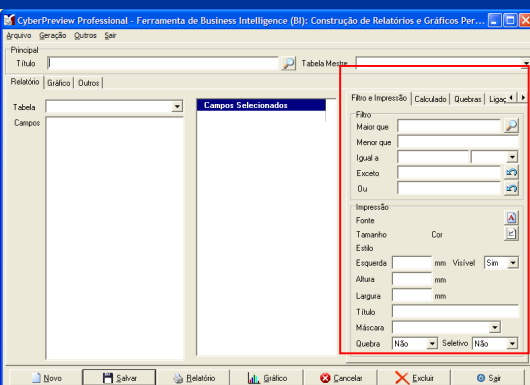 CyberPreview Professional - Ferramenta de Business Intelligence (BI): Construção de Relatórios e Gráficos Per...
Arquivo Geração Outros Sair
Principal
Título
Tabela Mestre
Relatório Gráfico Outros
Tabela
Campos
Campos Selecionados
Filtro e Impressão Calculado Quebras Ligaç
Filtro
Maior que
Menor que
Igual a
Exceto
Ou
Impressão
Fonte
Tamanho Cor
Estilo
Esquerda mm Visível Sim
Altura mm
Largura mm
Título
Máscara
Quebra Não Seletivo Não
Novo Salvar Relatório Gráfico Cancelar Excluir Sair